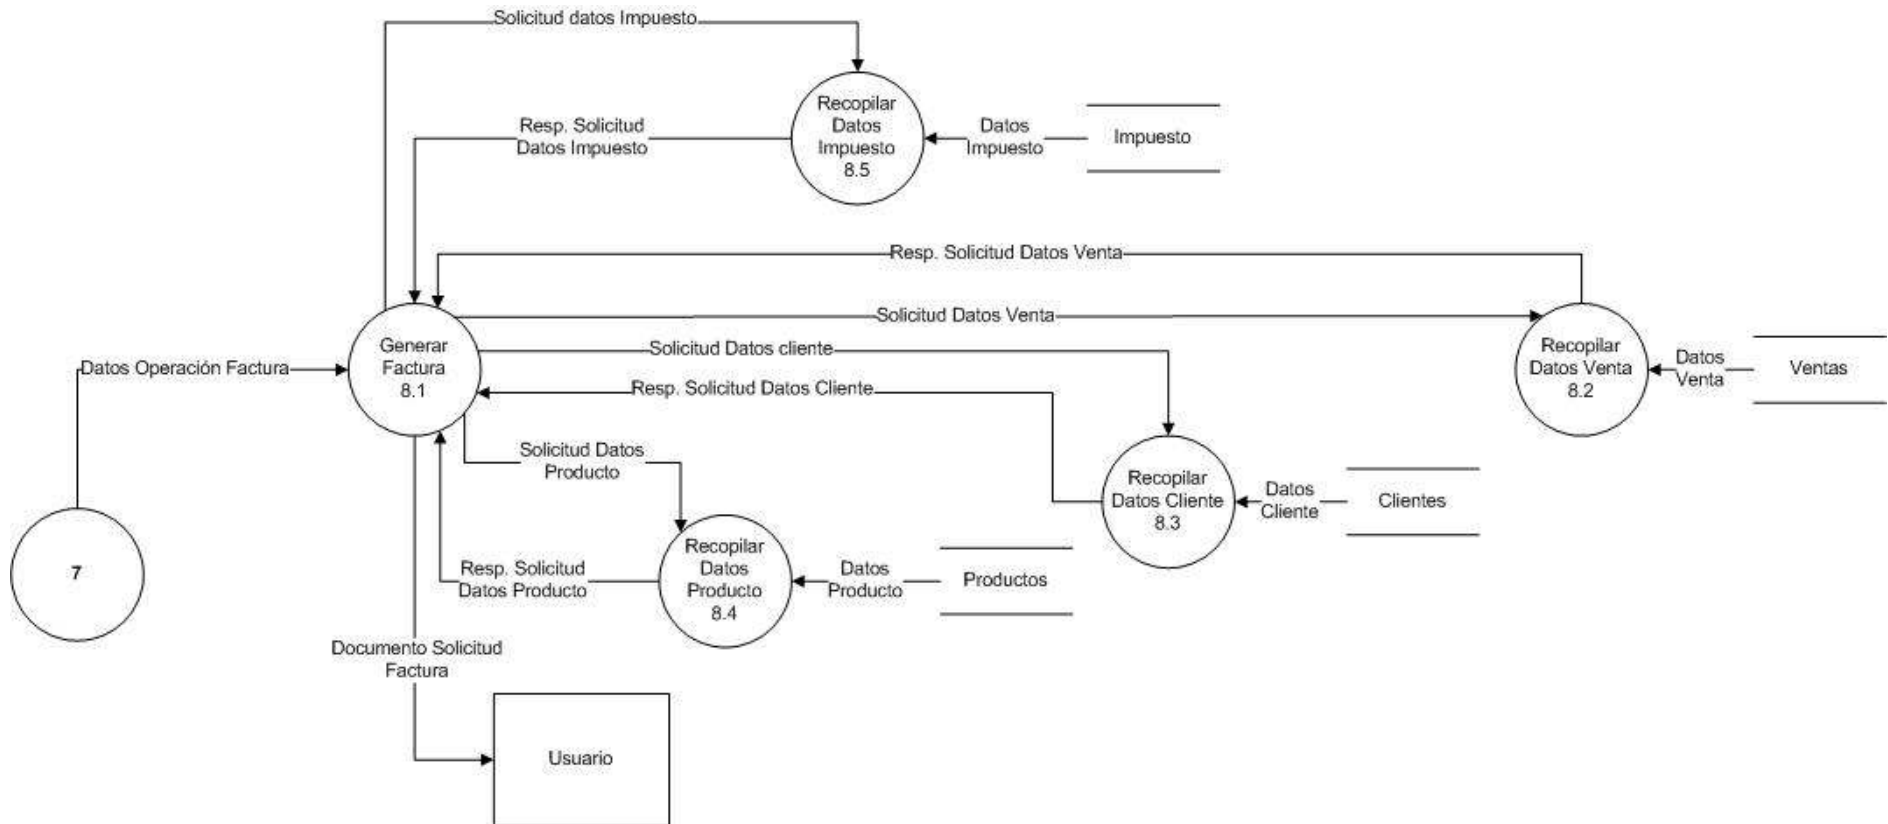 Solicitud datos Impuesto
Recopilar
Datos
Impuesto
8.5
Resp. Solicitud
Datos Impuesto
Datos
Impuesto
Impuesto
Resp. Solicitud Datos Venta
Solicitud Datos Venta
Generar
Factura
8.1
Solicitud Datos cliente
Recopilar
Datos Venta
8.2
Datos
Venta
Ventas
Datos Operación Factura
Resp. Solicitud Datos Cliente
Solicitud Datos
Producto
Recopilar
Datos Cliente
8.3
Datos
Cliente
Clientes
7
Resp. Solicitud
Datos Producto
Recopilar
Datos
Producto
8.4
Datos
Producto
Productos
Documento Solicitud
Factura
Usuario